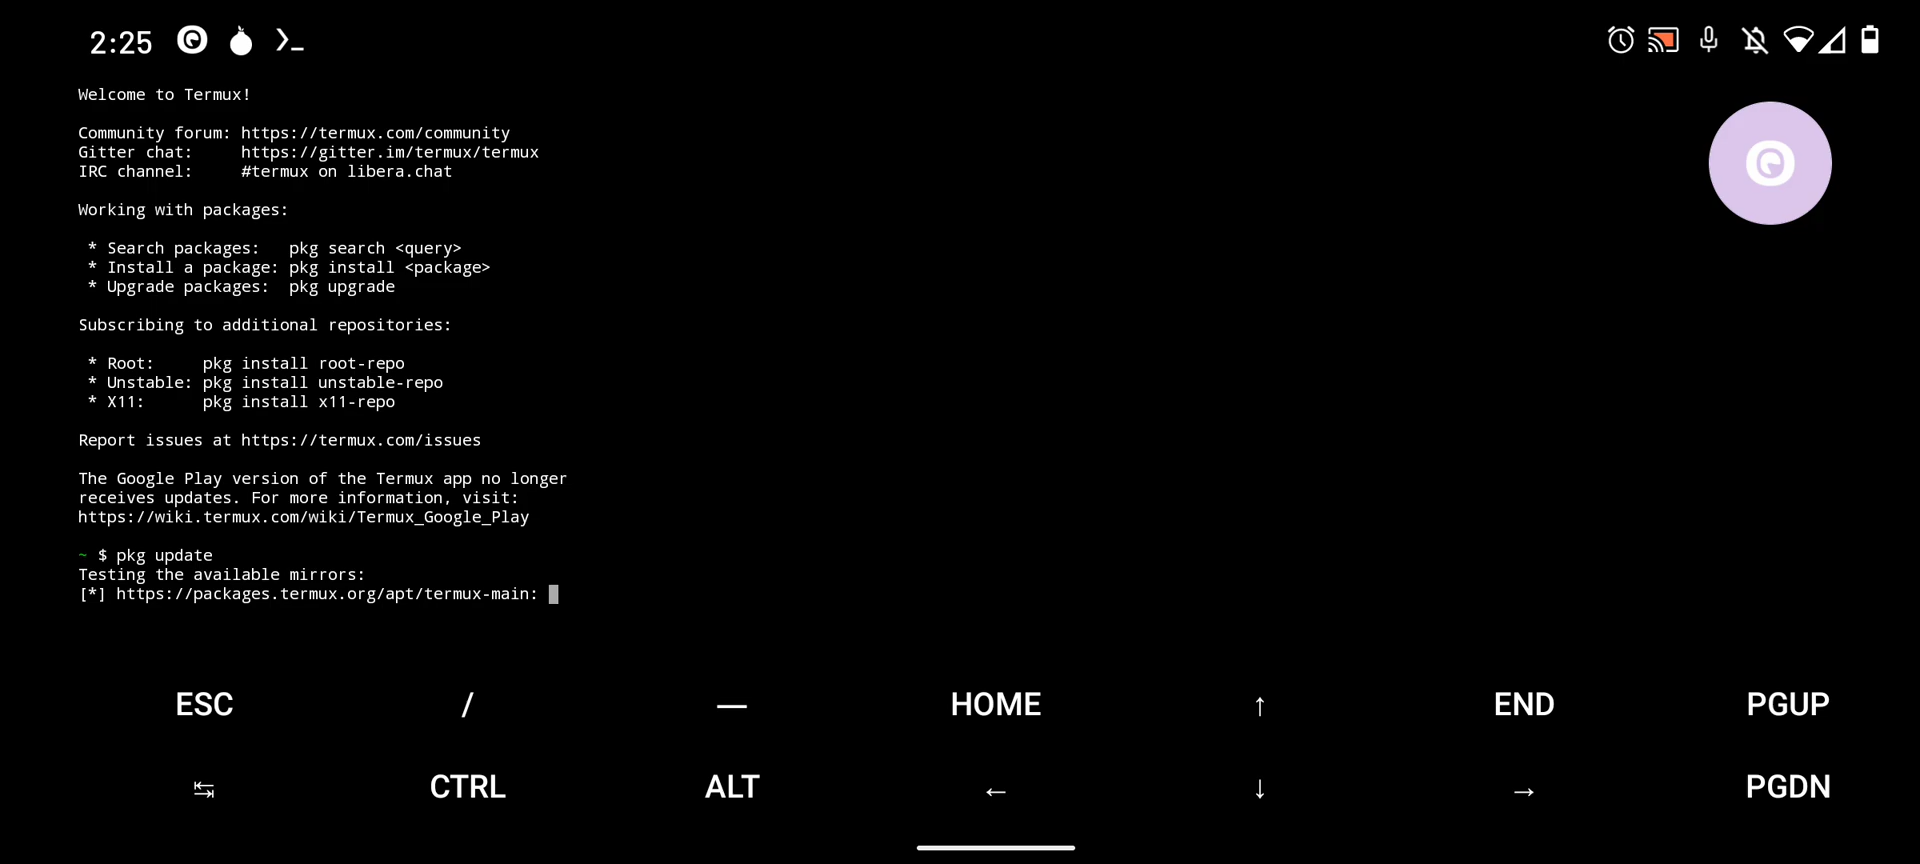 2:25
Welcome to Termux!
Community forum: https://termux.com/community
Gitter chat:     https://gitter.im/termux/termux
IRC channel:     #termux on libera.chat
Working with packages:
 * Search packages:   pkg search <query>
 * Install a package: pkg install <package>
 * Upgrade packages:  pkg upgrade
Subscribing to additional repositories:
 * Root:     pkg install root-repo
 * Unstable: pkg install unstable-repo
 * X11:      pkg install x11-repo
Report issues at https://termux.com/issues
The Google Play version of the Termux app no longer
receives updates. For more information, visit:
https://wiki.termux.com/wiki/Termux_Google_Play
~ $ pkg update
Testing the available mirrors:
[*] https://packages.termux.org/apt/termux-main:
ESC / — HOME ↑ END PGUP
↹ CTRL ALT ← ↓ → PGDN